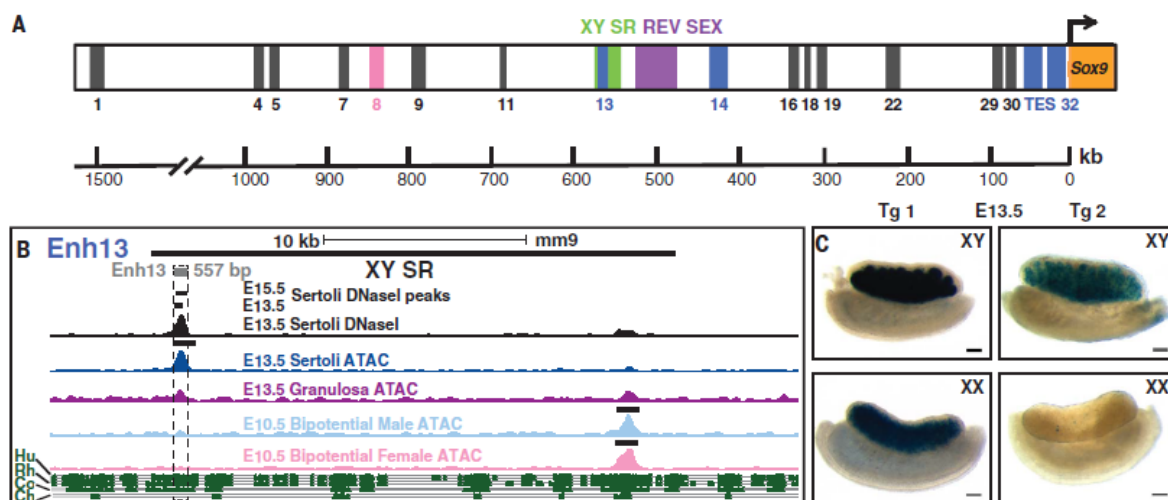 A
XY SR REV SEX
Sox9
1 4 5 7 8 9 11 13 14 16 18 19 22 29 30 TES 32
kb
1500 1000 900 800 700 600 500 400 300 200 100 0
Tg 1 E13.5 Tg 2
B Enh13
10 kb mm9
Enh13 557 bp
XY SR
E15.5
E13.5
Sertoli DNaseI peaks
E13.5 Sertoli DNaseI
E13.5 Sertoli ATAC
E13.5 Granulosa ATAC
E10.5 Bipotential Male ATAC
E10.5 Bipotential Female ATAC
Hu
Rh
Co
Ch
C
XY
XY
XX
XX